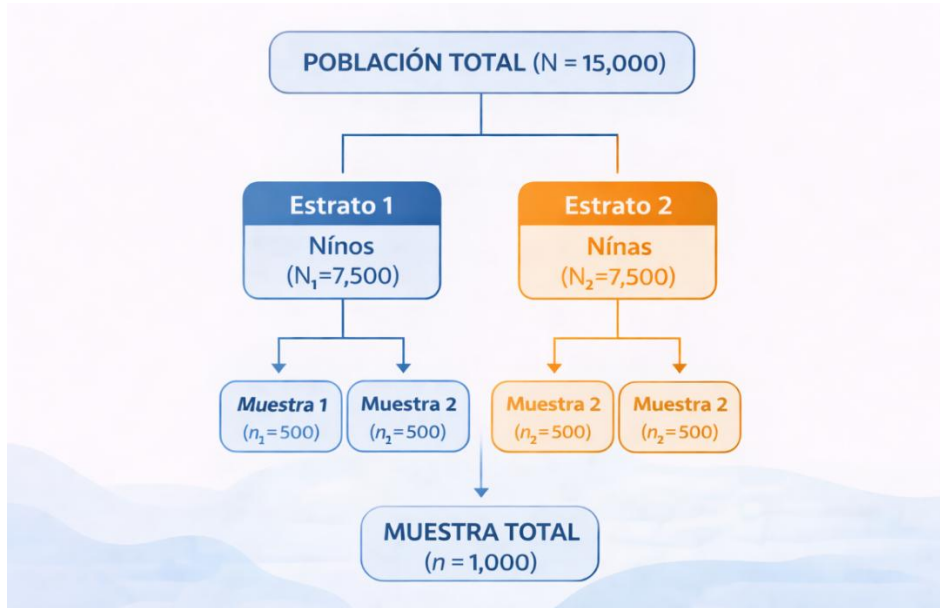 POBLACIÓN TOTAL (N = 15,000)
Estrato 1
Nínos
(N₁=7,500)
Estrato 2
Nínas
(N₂=7,500)
Muestra 1
(n₁=500)
Muestra 2
(n₂=500)
Muestra 2
(n₂=500)
Muestra 2
(n₂=500)
MUESTRA TOTAL
(n = 1,000)